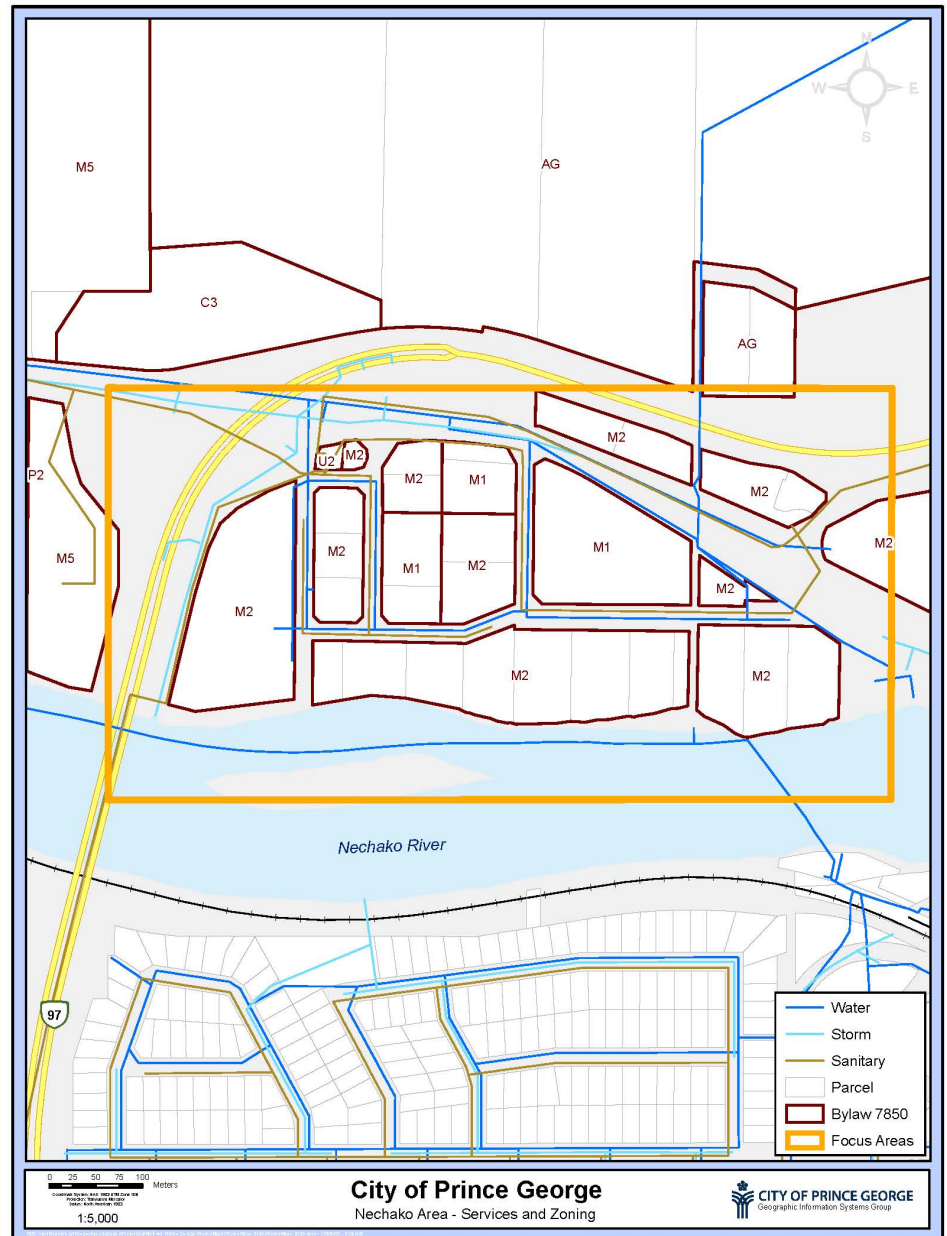 N
W E
S
M5
AG
C3
AG
P2
M2
U2
M2
M2
M1
M2
M2
M5
M2
M1
M2
M1
M2
M2
M2
M2
Nechako River
97
Water
Storm
Sanitary
Parcel
Bylaw 7850
Focus Areas
0 25 50 75 100 Meters
1:5,000
City of Prince George
Nechako Area - Services and Zoning
CITY OF PRINCE GEORGE
Geographic Information Systems Group